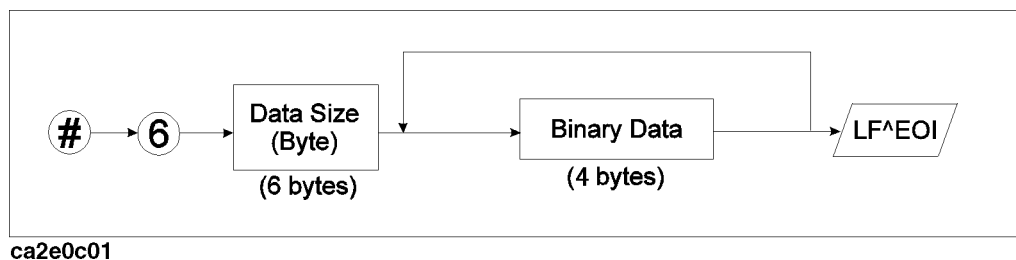 #
6
Data Size
(Byte)
(6 bytes)
Binary Data
(4 bytes)
LF^EOI
ca2e0c01